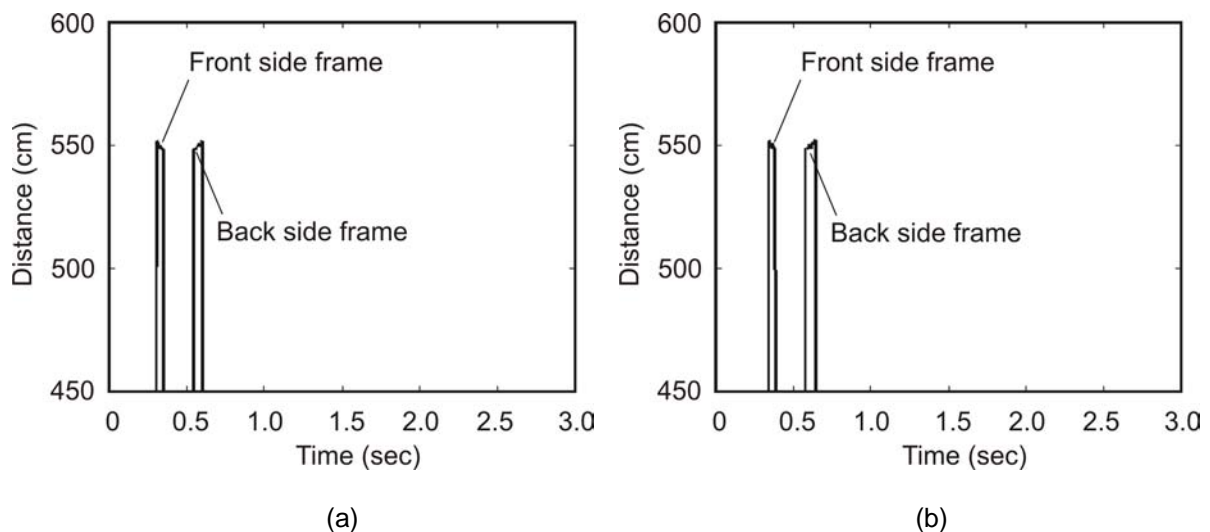 600
Front side frame
550
Back side frame
500
450
0 0.5 1.0 1.5 2.0 2.5 3.0
Distance (cm)
Time (sec)
(a)
600
Front side frame
550
Back side frame
500
450
0 0.5 1.0 1.5 2.0 2.5 3.0
Distance (cm)
Time (sec)
(b)